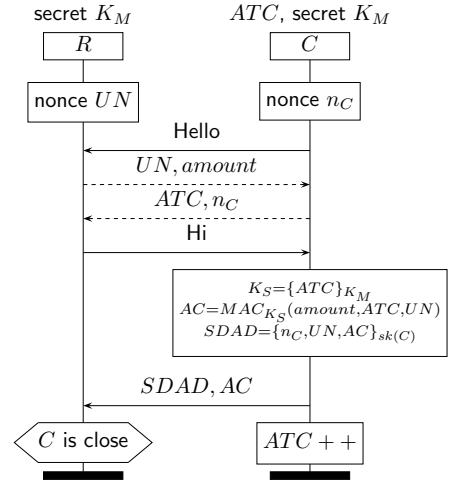 secret K_M
ATC, secret K_M
R
C
nonce UN
nonce n_C
Hello
UN, amount
ATC, n_C
Hi
K_S={ATC}_{K_M}
AC=MAC_{K_S}(amount,ATC,UN)
SDAD={n_C,UN,AC}_{sk(C)}
SDAD, AC
C is close
ATC ++